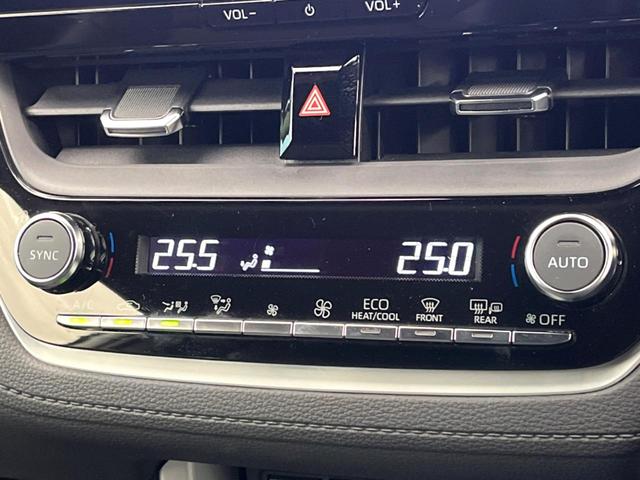 VOL- VOL+
SYNC 25.5 25.0 AUTO
A/C ECO HEAT/COOL FRONT REAR OFF